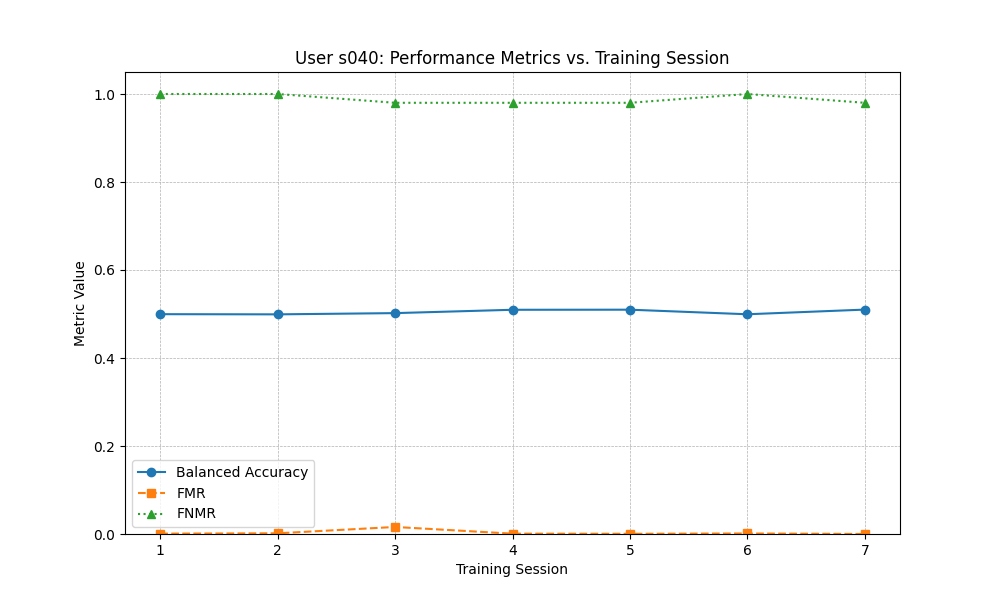 User s040: Performance Metrics vs. Training Session
Metric Value
1.0
0.8
0.6
0.4
0.2
0.0
Balanced Accuracy
FMR
FNMR
1 2 3 4 5 6 7
Training Session